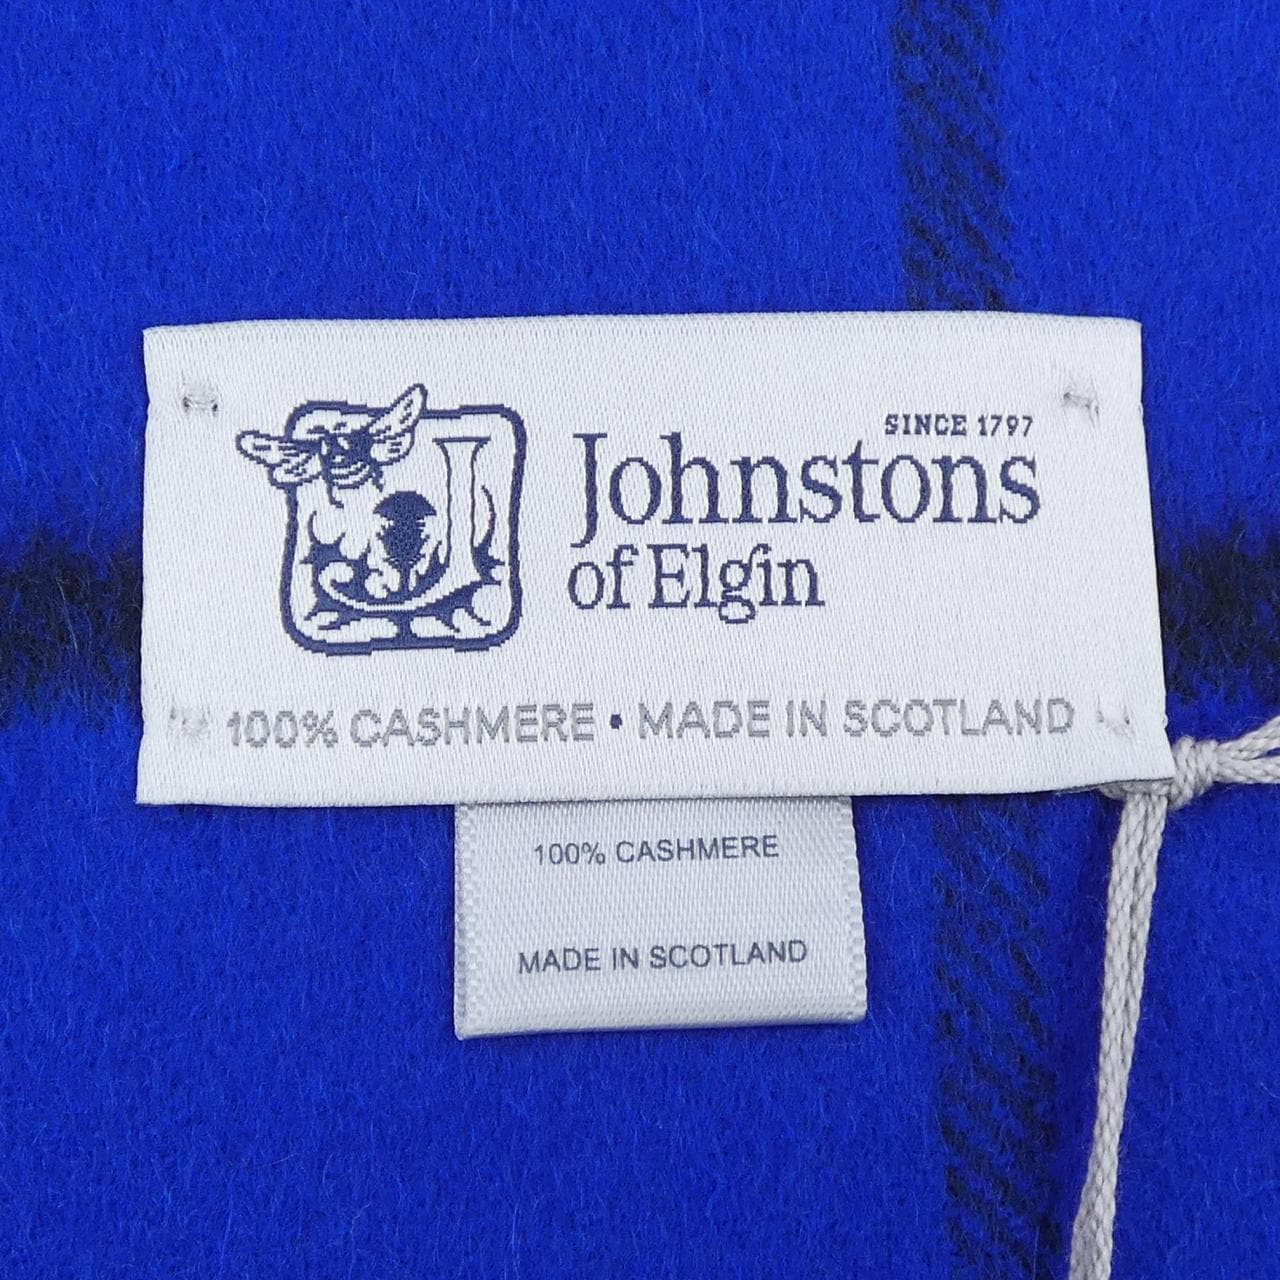 SINCE 1797
Johnstons
of Elgin
100% CASHMERE • MADE IN SCOTLAND
100% CASHMERE
MADE IN SCOTLAND